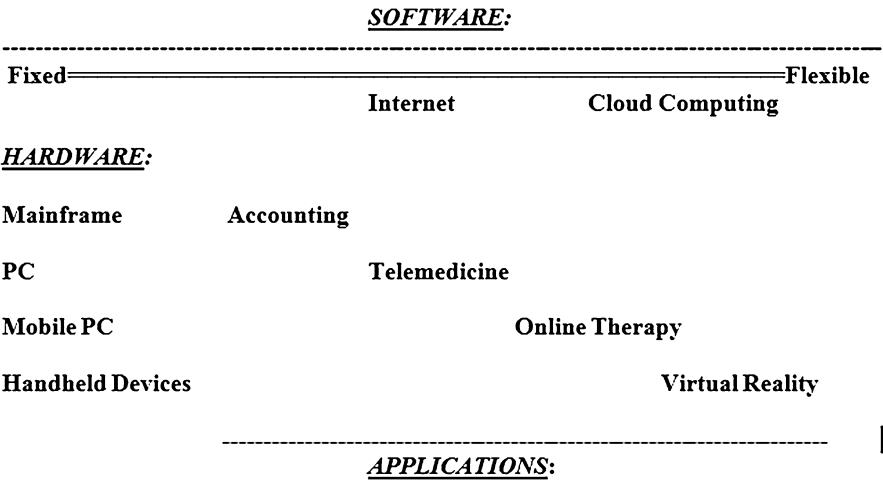 SOFTWARE:
Fixed Flexible
Internet Cloud Computing
HARDWARE:
Mainframe Accounting
PC Telemedicine
Mobile PC Online Therapy
Handheld Devices Virtual Reality
APPLICATIONS: